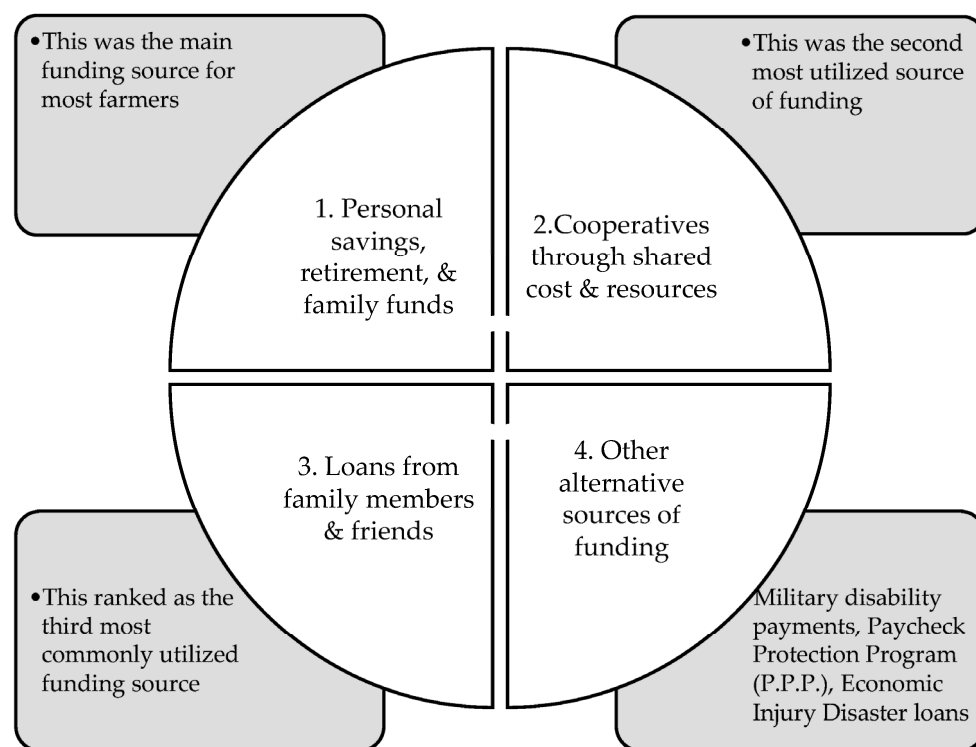 •This was the main
funding source for
most farmers
•This was the second
most utilized source
of funding
1. Personal
savings,
retirement, &
family funds
2.Cooperatives
through shared
cost & resources
3. Loans from
family members
& friends
4. Other
alternative
sources of
funding
•This ranked as the
third most
commonly utilized
funding source
Military disability
payments, Paycheck
Protection Program
(P.P.P.), Economic
Injury Disaster loans